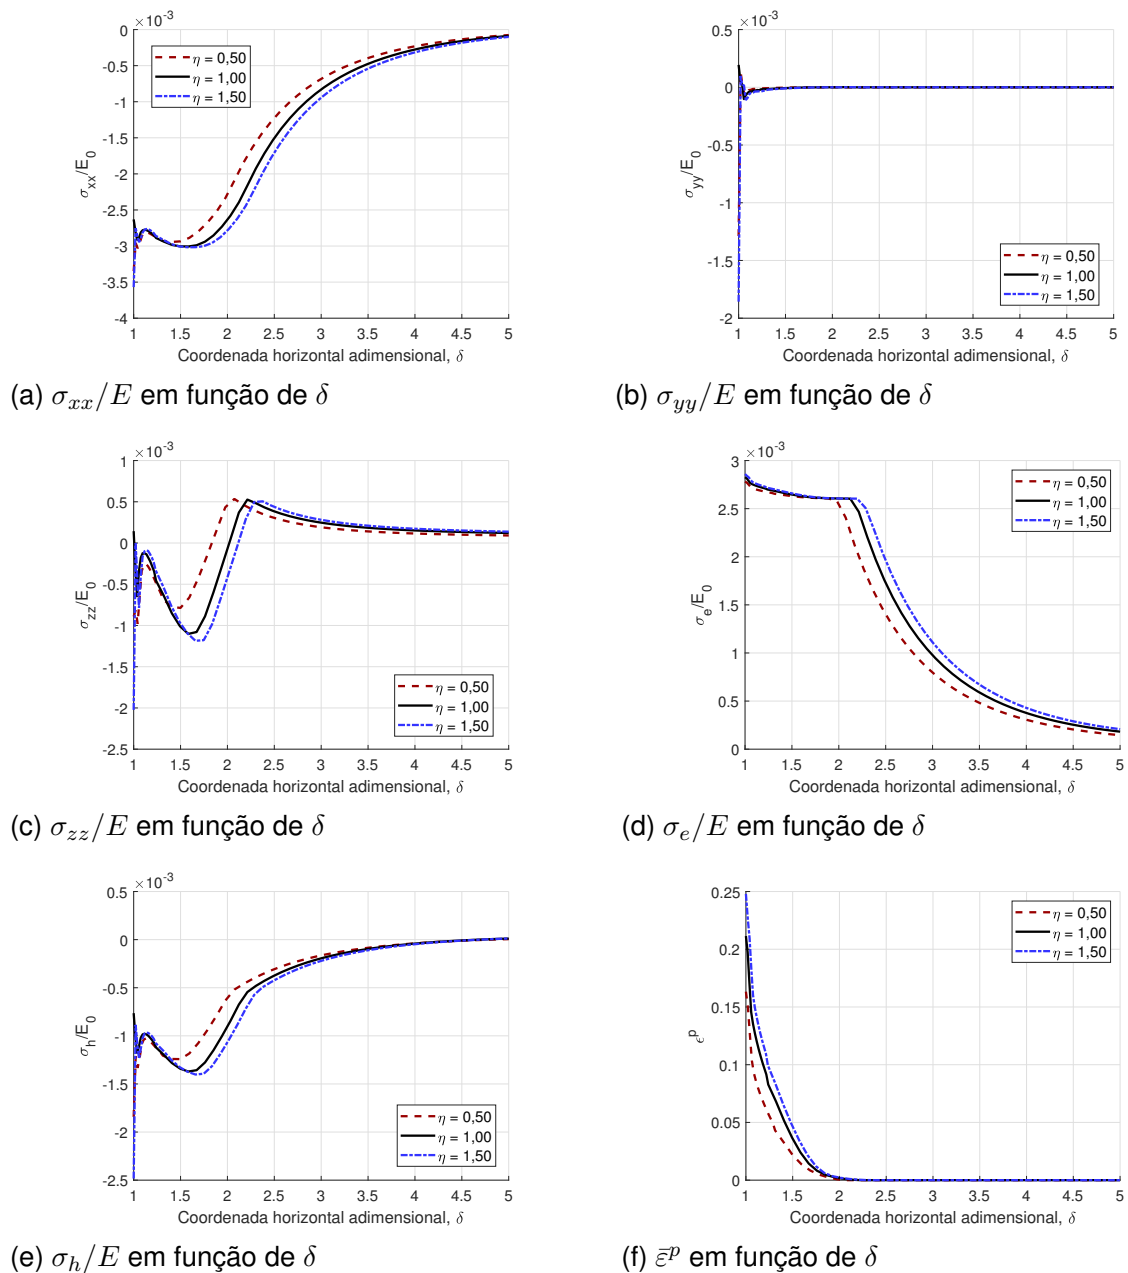 ×10⁻³
0
-0.5
-1
-1.5
-2
-2.5
-3
-3.5
-4
σxx/E0
η = 0,50
η = 1,00
η = 1,50
1 1.5 2 2.5 3 3.5 4 4.5 5
Coordenada horizontal adimensional, δ
(a) σxx/E em função de δ
×10⁻³
0.5
0
-0.5
-1
-1.5
-2
σyy/E0
η = 0,50
η = 1,00
η = 1,50
1 1.5 2 2.5 3 3.5 4 4.5 5
Coordenada horizontal adimensional, δ
(b) σyy/E em função de δ
×10⁻³
1
0.5
0
-0.5
-1
-1.5
-2
-2.5
σzz/E0
η = 0,50
η = 1,00
η = 1,50
1 1.5 2 2.5 3 3.5 4 4.5 5
Coordenada horizontal adimensional, δ
(c) σzz/E em função de δ
×10⁻³
3
2.5
2
1.5
1
0.5
0
σe/E0
η = 0,50
η = 1,00
η = 1,50
1 1.5 2 2.5 3 3.5 4 4.5 5
Coordenada horizontal adimensional, δ
(d) σe/E em função de δ
×10⁻³
0.5
0
-0.5
-1
-1.5
-2
-2.5
σh/E0
η = 0,50
η = 1,00
η = 1,50
1 1.5 2 2.5 3 3.5 4 4.5 5
Coordenada horizontal adimensional, δ
(e) σh/E em função de δ
0.25
0.2
0.15
0.1
0.05
0
ϵᵖ
η = 0,50
η = 1,00
η = 1,50
1 1.5 2 2.5 3 3.5 4 4.5 5
Coordenada horizontal adimensional, δ
(f) ε̄ᵖ em função de δ